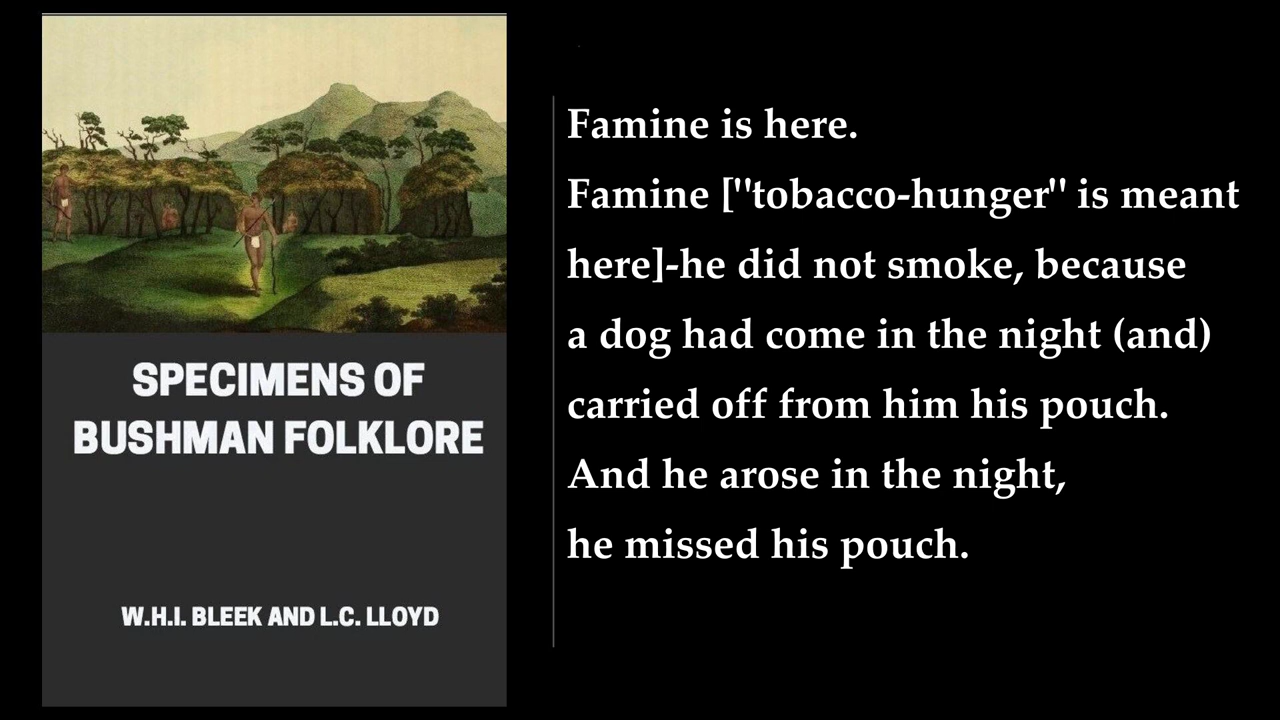 SPECIMENS OF
BUSHMAN FOLKLORE
W.H.I. BLEEK AND L.C. LLOYD
Famine is here.
Famine ["tobacco-hunger" is meant
here]-he did not smoke, because
a dog had come in the night (and)
carried off from him his pouch.
And he arose in the night,
he missed his pouch.